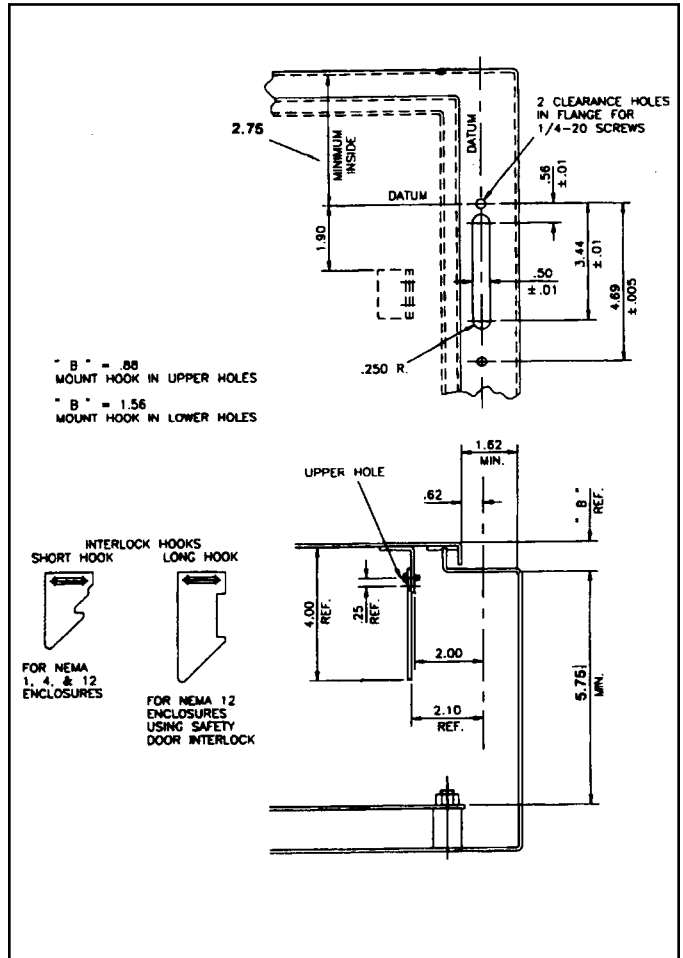 2.75
MINIMUM
INSIDE
DATUM
DATUM
2 CLEARANCE HOLES
IN FLANGE FOR
1/4-20 SCREWS
.56
±.01
1.90
.50
±.01
3.44
±.01
4.69
±.005
.250 R.
" B " = .88
MOUNT HOOK IN UPPER HOLES
" B " = 1.56
MOUNT HOOK IN LOWER HOLES
1.62
MIN.
UPPER HOLE
.62
" B "
REF.
INTERLOCK HOOKS
SHORT HOOK
LONG HOOK
4.00
REF.
.25
REF.
2.00
2.10
REF.
5.75
MIN.
FOR NEMA
1, 4, & 12
ENCLOSURES
FOR NEMA 12
ENCLOSURES
USING SAFETY
DOOR INTERLOCK